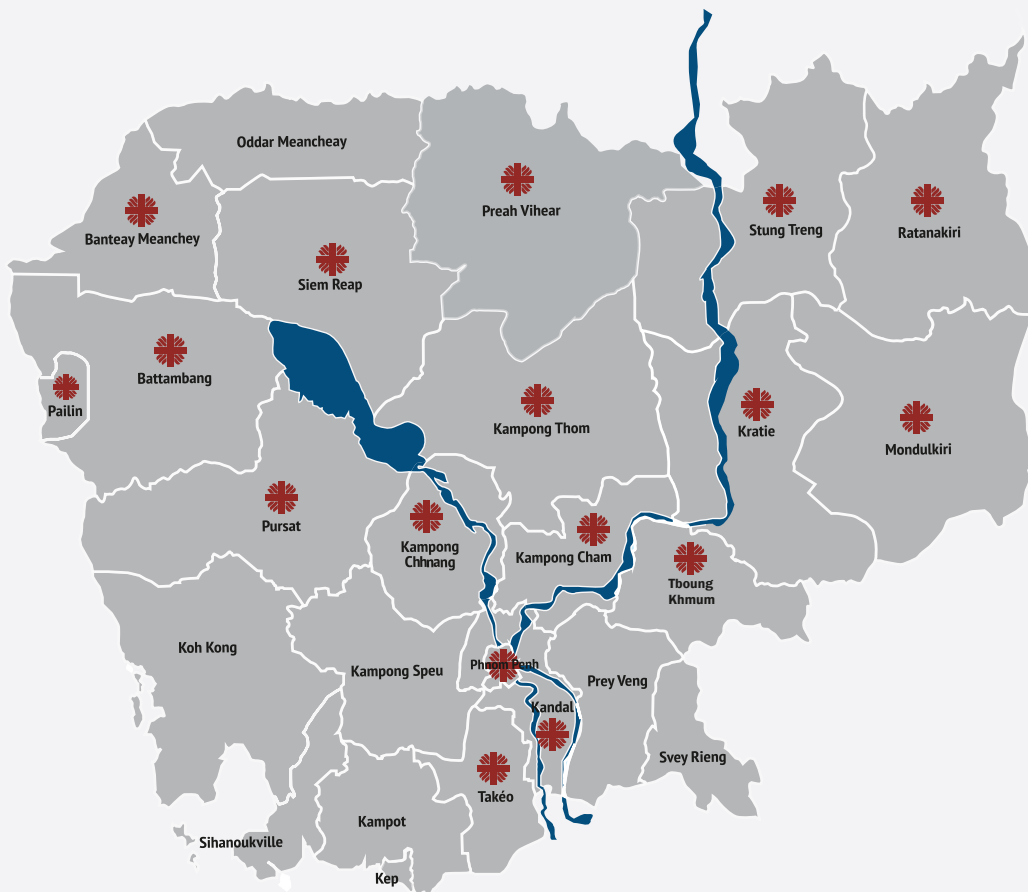 Oddar Meancheay
Preah Vihear
Stung Treng
Ratanakiri
Banteay Meanchey
Siem Reap
Battambang
Pailin
Kampong Thom
Kratie
Mondulkiri
Pursat
Kampong
Chhnang
Kampong Cham
Tboung
Khmum
Koh Kong
Kampong Speu
Phnom Penh
Prey Veng
Kandal
Svey Rieng
Takéo
Kampot
Sihanoukville
Kep